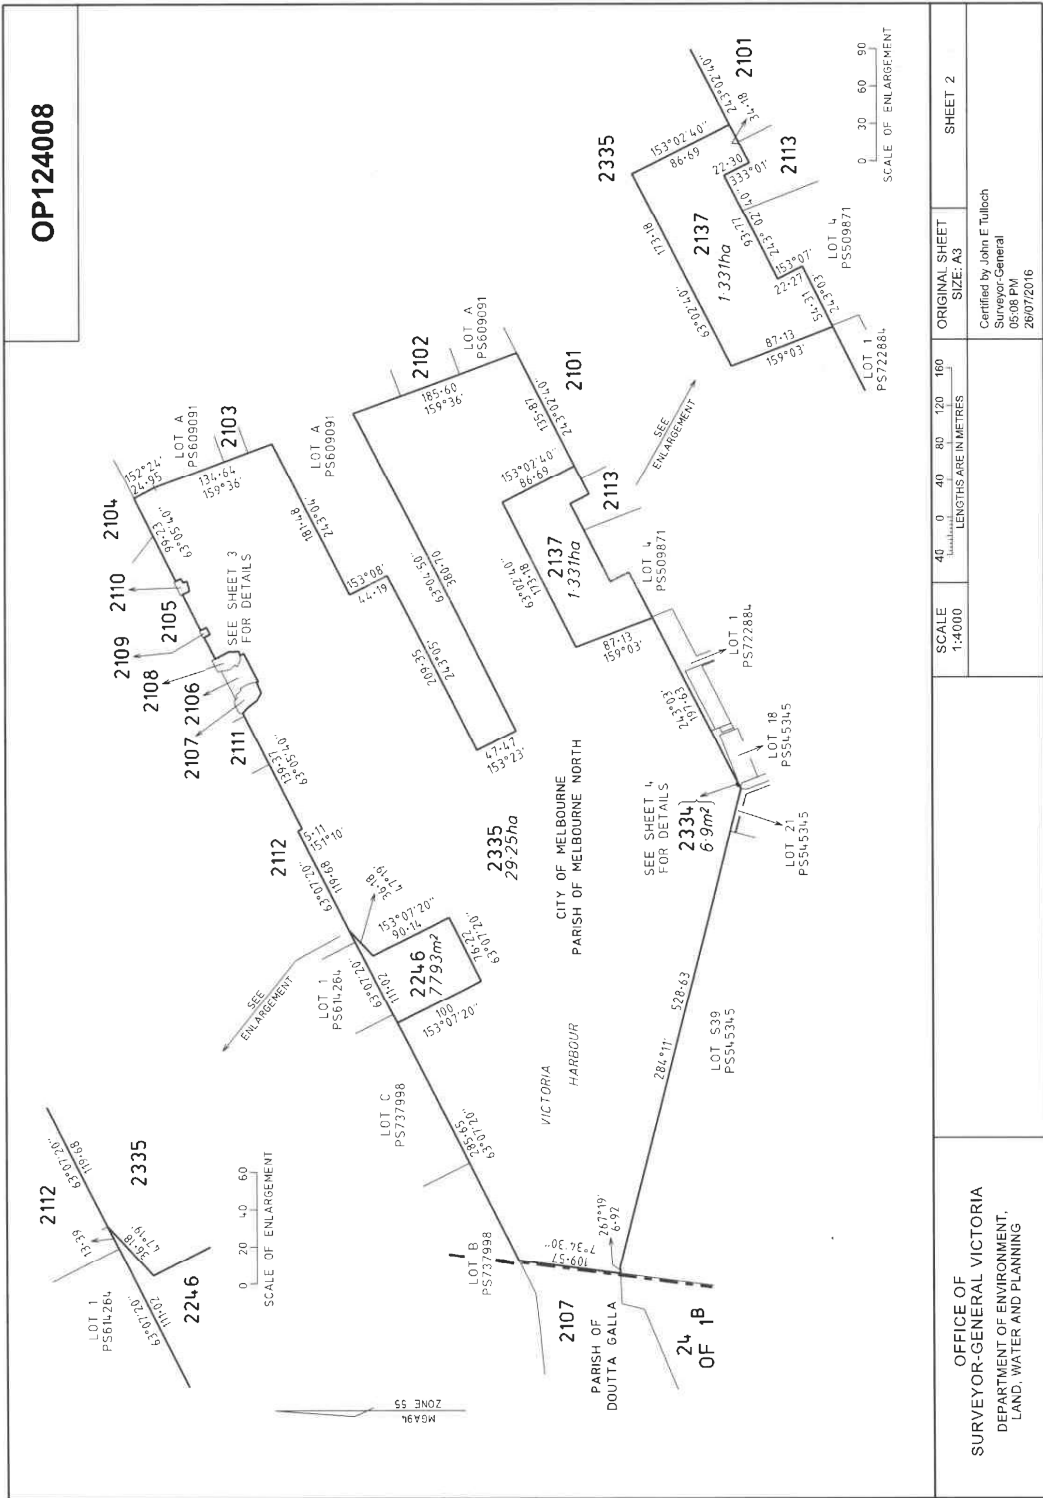 OP124008
LOT 1
PS614264
63°07'20"
111·02
2246
2112
13·39
36·18
47°19'
63°07'20"
119·68
2335
0 20 40 60
SCALE OF ENLARGEMENT
MGA94
ZONE 55
SEE
ENLARGEMENT
LOT B
PS737998
2107
PARISH OF
DOUTTA GALLA
24
OF 1B
109·57
7°34'30"
267°19'
6·92
285·65
63°07'20"
LOT C
PS737998
LOT 1
PS614264
63°07'20"
111·02
2246
7793m²
100
153°07'20"
76·22
63°07'20"
153°07'20"
90·14
36·18
47°19'
2112
63°07'20"
119·68
5·11
151°10'
139·37
63°05'40"
2111
2107
2106
2108
2109
2105
2110
2104
SEE SHEET 3
FOR DETAILS
99·23
63°05'40"
152°24'
24·95
LOT A
PS609091
2103
134·64
159°36'
181·48
243°04'
LOT A
PS609091
153°08'
44·19
209·35
243°05'
47·47
153°23'
63°04'50"
380·70
2102
185·60
159°36'
LOT A
PS609091
2101
135·87
243°02'40"
153°02'40"
86·69
2113
173·18
63°02'40"
2137
1·331ha
87·13
159°03'
LOT 4
PS509871
LOT 1
PS722884
243°03'
197·63
LOT 18
PS545345
LOT 21
PS545345
SEE SHEET 4
FOR DETAILS
2334
6·9m²
2335
29·25ha
CITY OF MELBOURNE
PARISH OF MELBOURNE NORTH
VICTORIA
HARBOUR
284°11'
528·63
LOT S39
PS545345
SEE
ENLARGEMENT
2335
173·18
63°02'40"
2137
1·331ha
153°02'40"
86·69
22·30
333°01'
34·18
243°02'40"
2101
2113
93·77
243°02'40"
153°07'
22·27
54·31
243°03'
87·13
159°03'
LOT 4
PS509871
LOT 1
PS722884
0 30 60 90
SCALE OF ENLARGEMENT
OFFICE OF
SURVEYOR-GENERAL VICTORIA
DEPARTMENT OF ENVIRONMENT,
LAND, WATER AND PLANNING
SCALE
1:4000
40 0 40 80 120 160
LENGTHS ARE IN METRES
ORIGINAL SHEET
SIZE: A3
SHEET 2
Certified by John E Tulloch
Surveyor-General
05:08 PM
26/07/2016